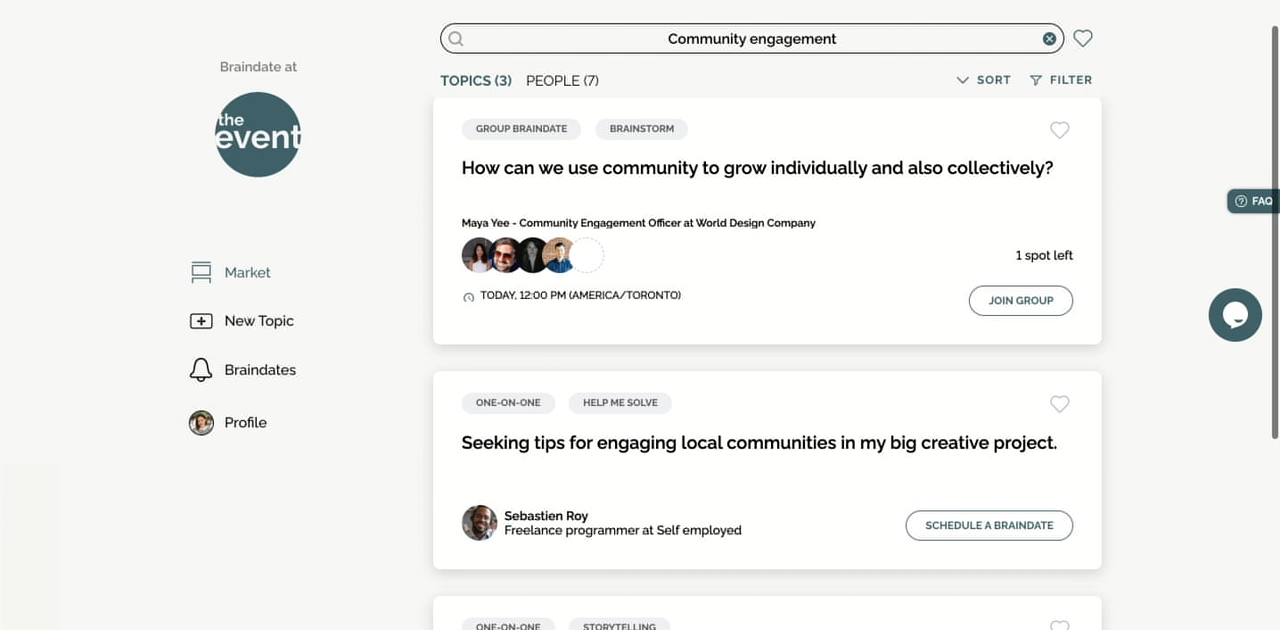 Community engagement
Braindate at
the
event
TOPICS (3) PEOPLE (7)
SORT FILTER
GROUP BRAINDATE BRAINSTORM
How can we use community to grow individually and also collectively?
Maya Yee - Community Engagement Officer at World Design Company
1 spot left
TODAY, 12:00 PM (AMERICA/TORONTO)
JOIN GROUP
FAQ
Market
New Topic
Braindates
Profile
ONE-ON-ONE HELP ME SOLVE
Seeking tips for engaging local communities in my big creative project.
Sebastien Roy
Freelance programmer at Self employed
SCHEDULE A BRAINDATE
ONE-ON-ONE STORYTELLING